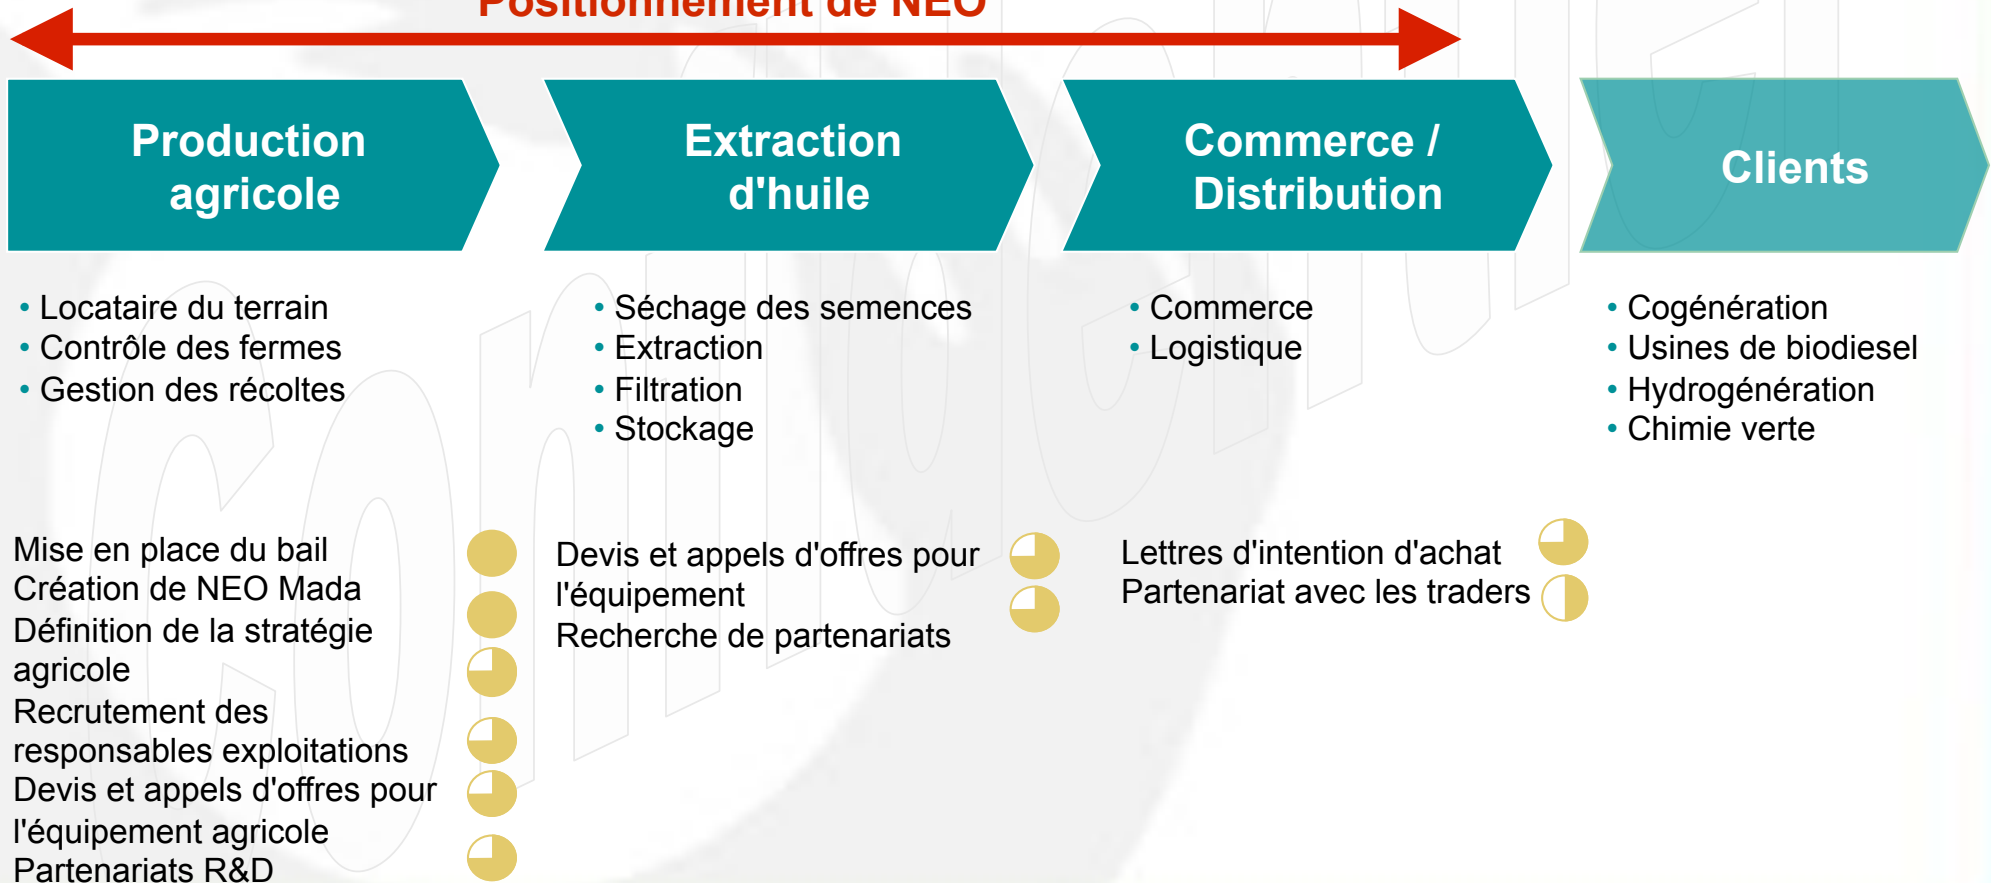 Positionnement de NEO
Production
agricole
Extraction
d'huile
Commerce /
Distribution
Clients
• Locataire du terrain
• Contrôle des fermes
• Gestion des récoltes
• Séchage des semences
• Extraction
• Filtration
• Stockage
• Commerce
• Logistique
• Cogénération
• Usines de biodiesel
• Hydrogénération
• Chimie verte
Mise en place du bail
Création de NEO Mada
Définition de la stratégie
agricole
Recrutement des
responsables exploitations
Devis et appels d'offres pour
l'équipement agricole
Partenariats R&D
Devis et appels d'offres pour
l'équipement
Recherche de partenariats
Lettres d'intention d'achat
Partenariat avec les traders
Confidentiel